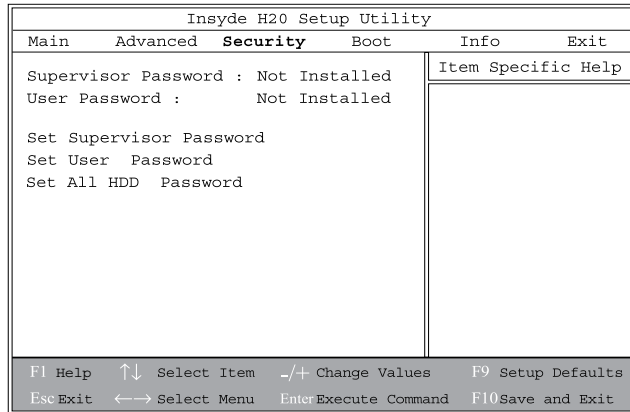 Insyde H20 Setup Utility
Main Advanced Security Boot Info Exit
Supervisor Password : Not Installed
User Password : Not Installed
Set Supervisor Password
Set User Password
Set All HDD Password
Item Specific Help
F1 Help ↑↓ Select Item -/+ Change Values F9 Setup Defaults
Esc Exit ←→ Select Menu Enter Execute Command F10 Save and Exit